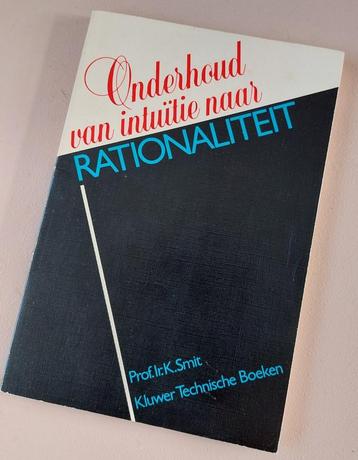 Onderhoud
van intuïtie naar
RATIONALITEIT
Prof.Ir.K.Smit
Kluwer Technische Boeken